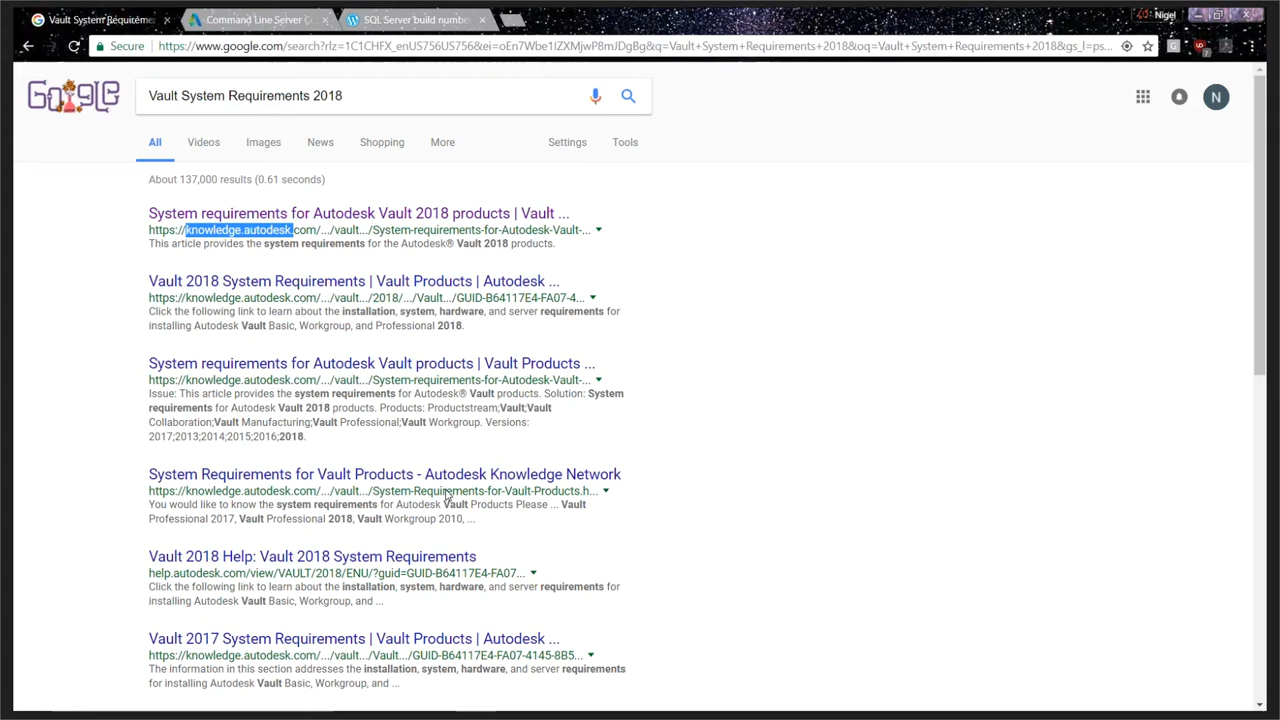 Vault System Requireme
Command Line Server C
SQL Server build numbe
Nigel
Secure
https://www.google.com/search?rlz=1C1CHFX_enUS756US756&ei=oEn7Wbe1IZXMjwP8mJDgBg&q=Vault+System+Requirements+2018&oq=Vault+System+Requirements+2018&gs_l=ps...
Google
Vault System Requirements 2018
N
All
Videos
Images
News
Shopping
More
Settings
Tools
About 137,000 results (0.61 seconds)
System requirements for Autodesk Vault 2018 products | Vault ...
https://knowledge.autodesk.com/.../vault.../System-requirements-for-Autodesk-Vault-...
This article provides the system requirements for the Autodesk® Vault 2018 products.
Vault 2018 System Requirements | Vault Products | Autodesk ...
https://knowledge.autodesk.com/.../vault.../2018/.../Vault.../GUID-B64117E4-FA07-4...
Click the following link to learn about the installation, system, hardware, and server requirements for
installing Autodesk Vault Basic, Workgroup, and Professional 2018.
System requirements for Autodesk Vault products | Vault Products ...
https://knowledge.autodesk.com/.../vault.../System-requirements-for-Autodesk-Vault-...
Issue: This article provides the system requirements for Autodesk® Vault products. Solution: System
requirements for Autodesk Vault 2018 products. Products: Productstream;Vault;Vault
Collaboration;Vault Manufacturing;Vault Professional;Vault Workgroup. Versions:
2017;2013;2014;2015;2016;2018.
System Requirements for Vault Products - Autodesk Knowledge Network
https://knowledge.autodesk.com/.../vault.../System-Requirements-for-Vault-Products.h...
You would like to know the system requirements for Autodesk Vault Products Please ... Vault
Professional 2017, Vault Professional 2018, Vault Workgroup 2010, ...
Vault 2018 Help: Vault 2018 System Requirements
help.autodesk.com/view/VAULT/2018/ENU/?guid=GUID-B64117E4-FA07...
Click the following link to learn about the installation, system, hardware, and server requirements for
installing Autodesk Vault Basic, Workgroup, and ...
Vault 2017 System Requirements | Vault Products | Autodesk ...
https://knowledge.autodesk.com/.../vault.../Vault/.../GUID-B64117E4-FA07-4145-8B5...
The information in this section addresses the installation, system, hardware, and server requirements
for installing Autodesk Vault Basic, Workgroup, and ...